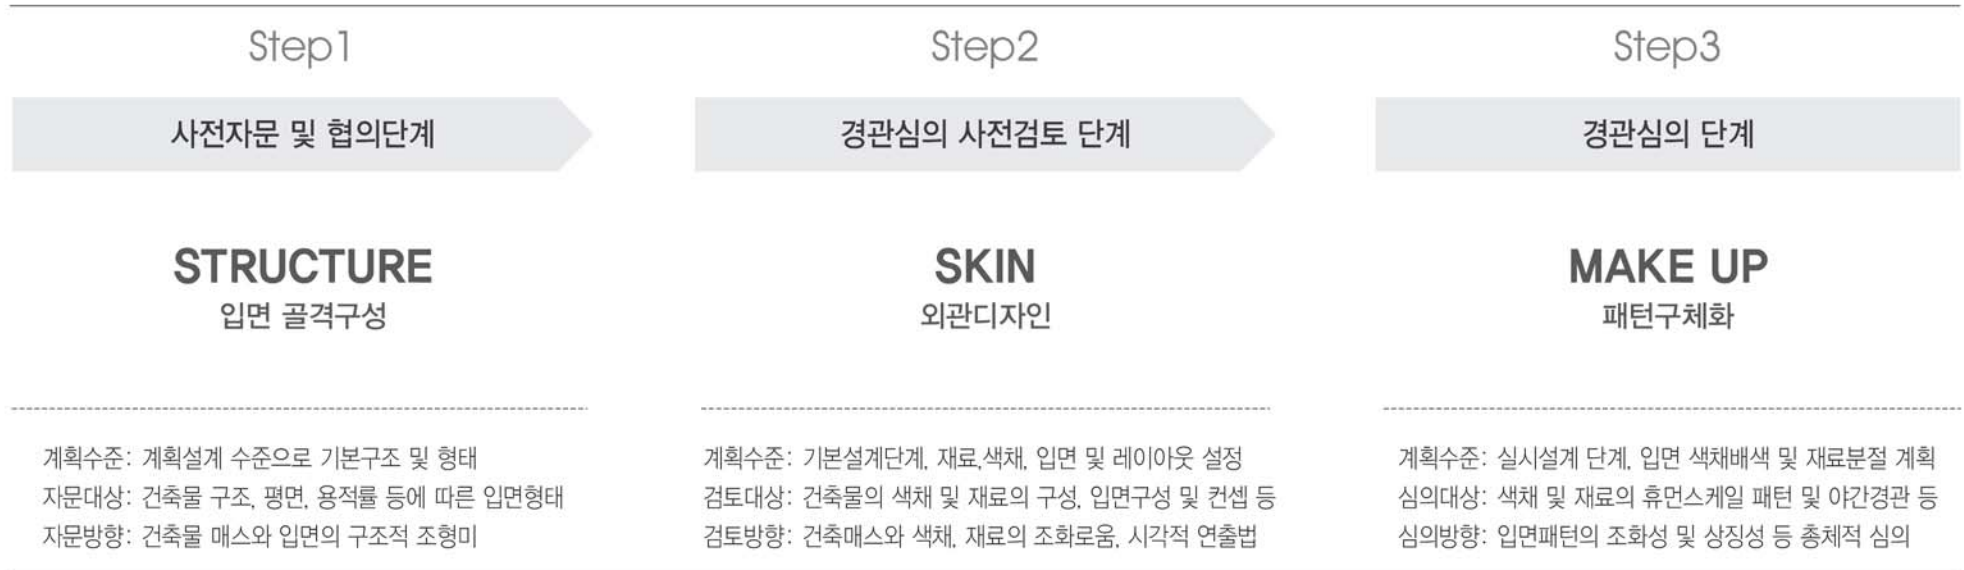 Step1
사전자문 및 협의단계
STRUCTURE
입면 골격구성
계획수준: 계획설계 수준으로 기본구조 및 형태
자문대상: 건축물 구조, 평면, 용적률 등에 따른 입면형태
자문방향: 건축물 매스와 입면의 구조적 조형미
Step2
경관심의 사전검토 단계
SKIN
외관디자인
계획수준: 기본설계단계, 재료,색채, 입면 및 레이아웃 설정
검토대상: 건축물의 색채 및 재료의 구성, 입면구성 및 컨셉 등
검토방향: 건축매스와 색채, 재료의 조화로움, 시각적 연출법
Step3
경관심의 단계
MAKE UP
패턴구체화
계획수준: 실시설계 단계, 입면 색채배색 및 재료분절 계획
심의대상: 색채 및 재료의 휴먼스케일 패턴 및 야간경관 등
심의방향: 입면패턴의 조화성 및 상징성 등 총체적 심의